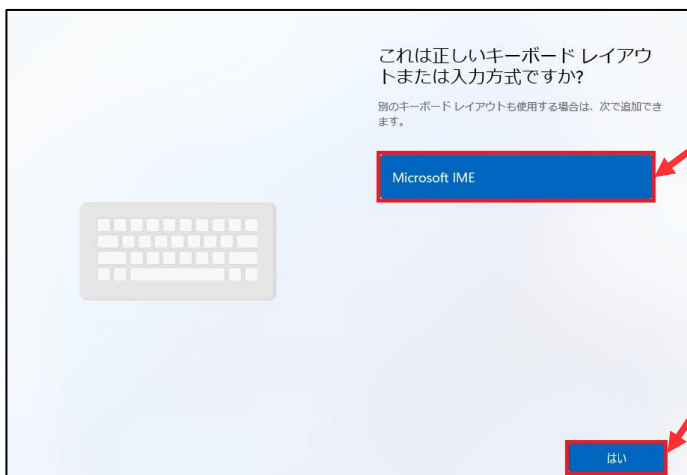 これは正しいキーボード レイアウ
トまたは入力方式ですか?
別のキーボード レイアウトも使用する場合は、次で追加でき
ます。
Microsoft IME
はい